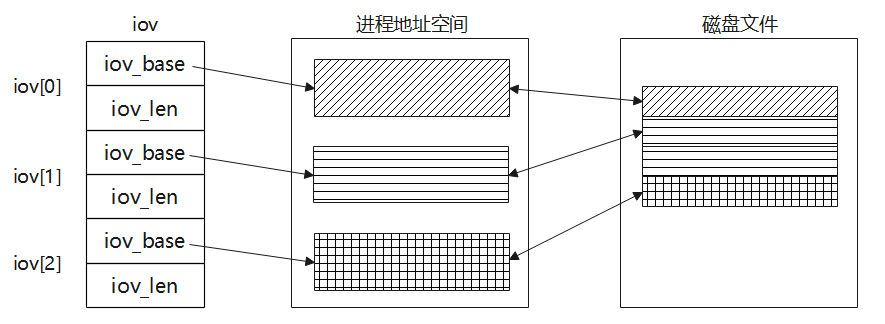 iov
进程地址空间
磁盘文件
iov[0]
iov_base
iov_len
iov[1]
iov_base
iov_len
iov[2]
iov_base
iov_len